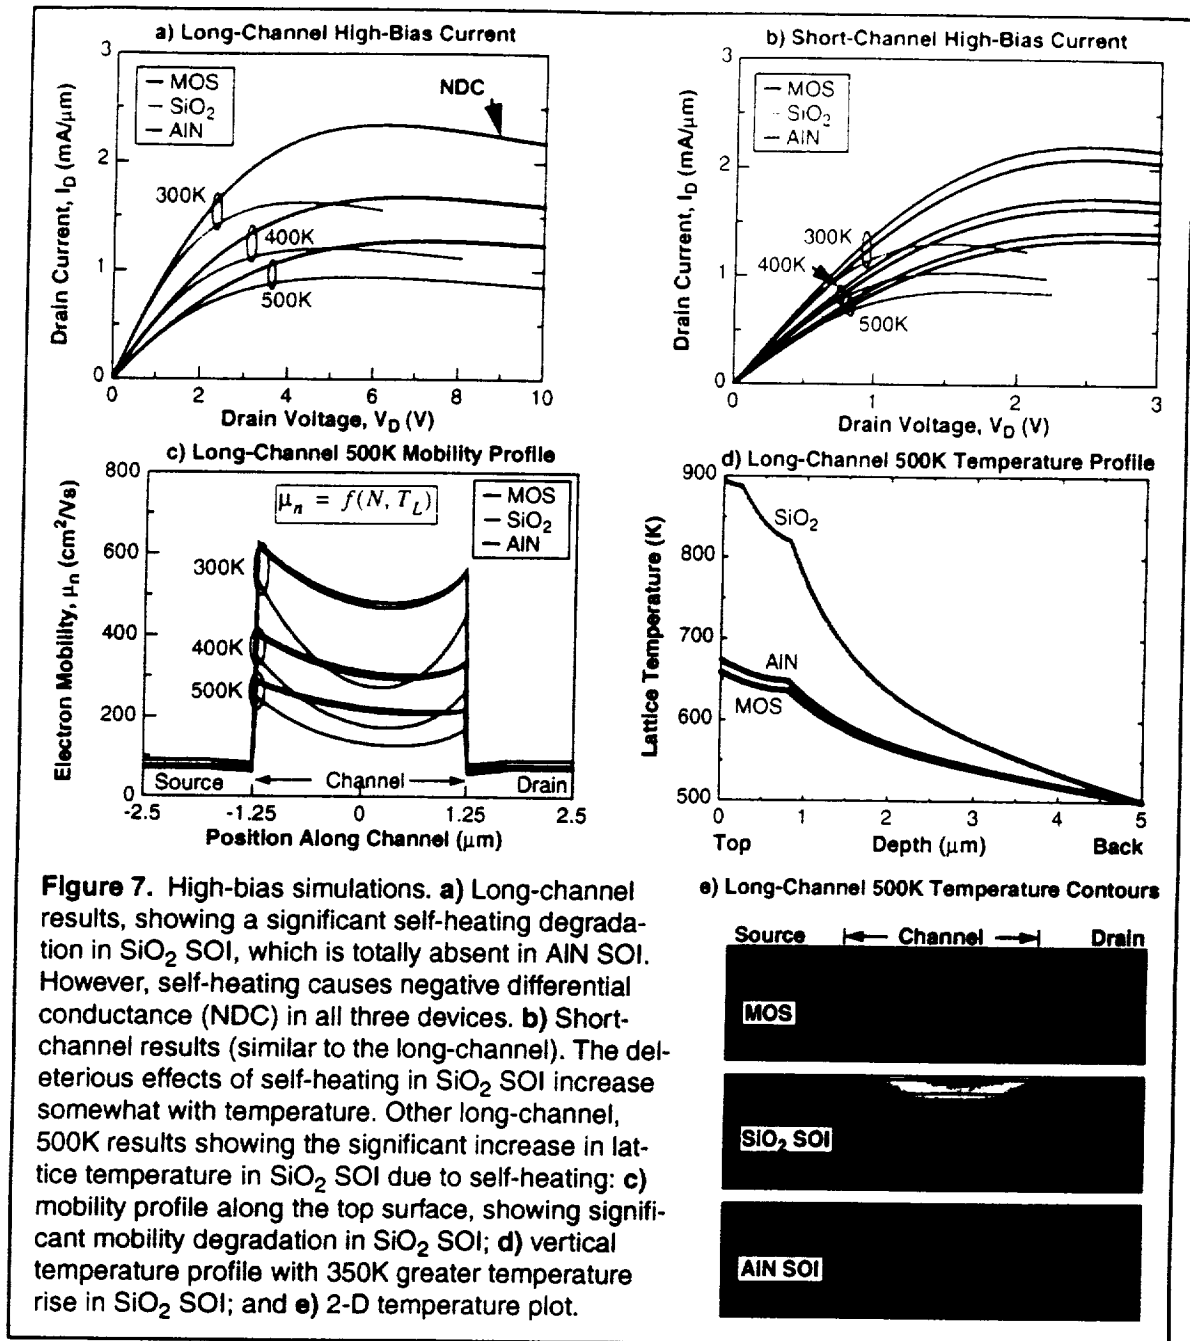 a) Long-Channel High-Bias Current
3
2
1
0
Drain Current, I_D (mA/μm)
MOS
SiO₂
AlN
NDC
300K
400K
500K
0 2 4 6 8 10
Drain Voltage, V_D (V)
b) Short-Channel High-Bias Current
3
2
1
0
Drain Current, I_D (mA/μm)
MOS
SiO₂
AlN
300K
400K
500K
0 1 2 3
Drain Voltage, V_D (V)
c) Long-Channel 500K Mobility Profile
800
600
400
200
0
Electron Mobility, μ_n (cm²/Vs)
μ_n = f(N, T_L)
MOS
SiO₂
AlN
300K
400K
500K
Source Channel Drain
-2.5 -1.25 0 1.25 2.5
Position Along Channel (μm)
d) Long-Channel 500K Temperature Profile
900
800
700
600
500
Lattice Temperature (K)
SiO₂
AlN
MOS
0 1 2 3 4 5
Top Depth (μm) Back
e) Long-Channel 500K Temperature Contours
Source Channel Drain
MOS
SiO₂ SOI
AlN SOI
Figure 7. High-bias simulations. a) Long-channel
results, showing a significant self-heating degrada-
tion in SiO₂ SOI, which is totally absent in AlN SOI.
However, self-heating causes negative differential
conductance (NDC) in all three devices. b) Short-
channel results (similar to the long-channel). The del-
eterious effects of self-heating in SiO₂ SOI increase
somewhat with temperature. Other long-channel,
500K results showing the significant increase in lat-
tice temperature in SiO₂ SOI due to self-heating: c)
mobility profile along the top surface, showing signifi-
cant mobility degradation in SiO₂ SOI; d) vertical
temperature profile with 350K greater temperature
rise in SiO₂ SOI; and e) 2-D temperature plot.